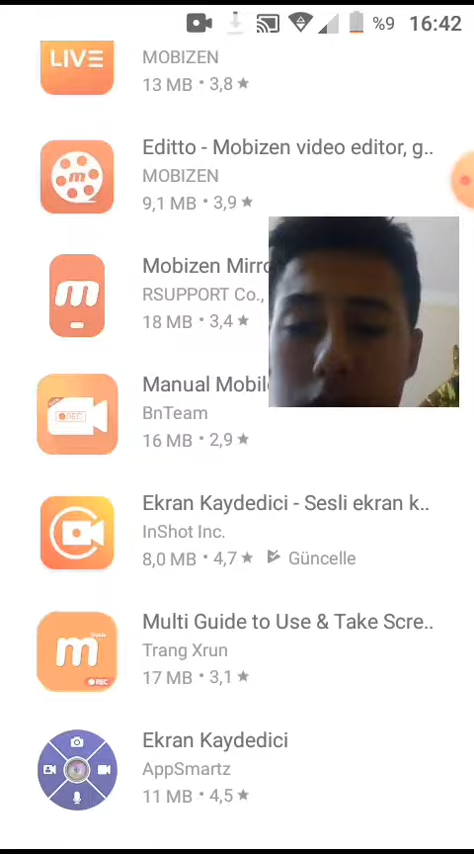 %9 16:42
LIVE
MOBIZEN
13 MB • 3,8 ★
Editto - Mobizen video editor, g..
m
MOBIZEN
9,1 MB • 3,9 ★
Mobizen Mirro
m
RSUPPORT Co.,
18 MB • 3,4 ★
Manual Mobil
REC
BnTeam
16 MB • 2,9 ★
Ekran Kaydedici - Sesli ekran k..
InShot Inc.
8,0 MB • 4,7 ★ Güncelle
Multi Guide to Use & Take Scre..
m
Trang Xrun
17 MB • 3,1 ★
REC
Ekran Kaydedici
AppSmartz
11 MB • 4,5 ★